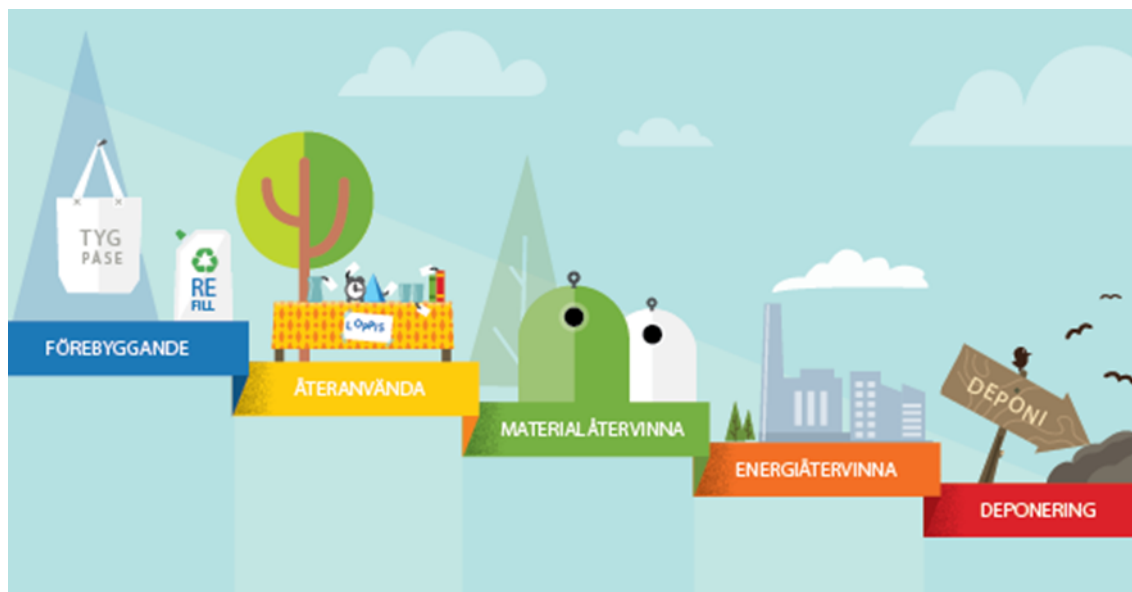 TYG
PÅSE
RE
FILL
FÖREBYGGANDE
LOPPIS
ÅTERANVÄNDA
MATERIALÅTERVINNA
ENERGIÅTERVINNA
DEPONI
DEPONERING